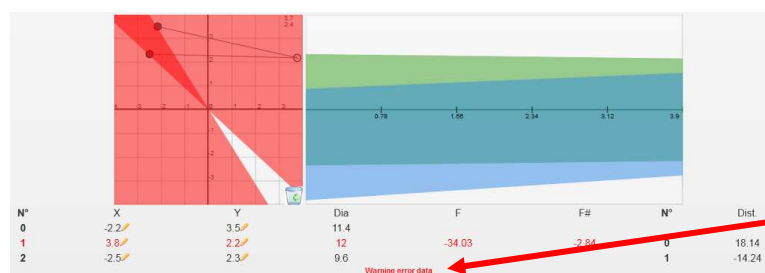 3.7
2.4
3
2
1
-4 -3 -2 -1 0 1 2 3
-1
-2
-3
0.78 1.56 2.34 3.12 3.9
N° X Y Dia F F# N° Dist.
0 -2.2 3.5 11.4
1 3.8 2.2 12 -34.03 -2.84 0 18.14
2 -2.5 2.3 9.6 1 -14.24
Warning error data